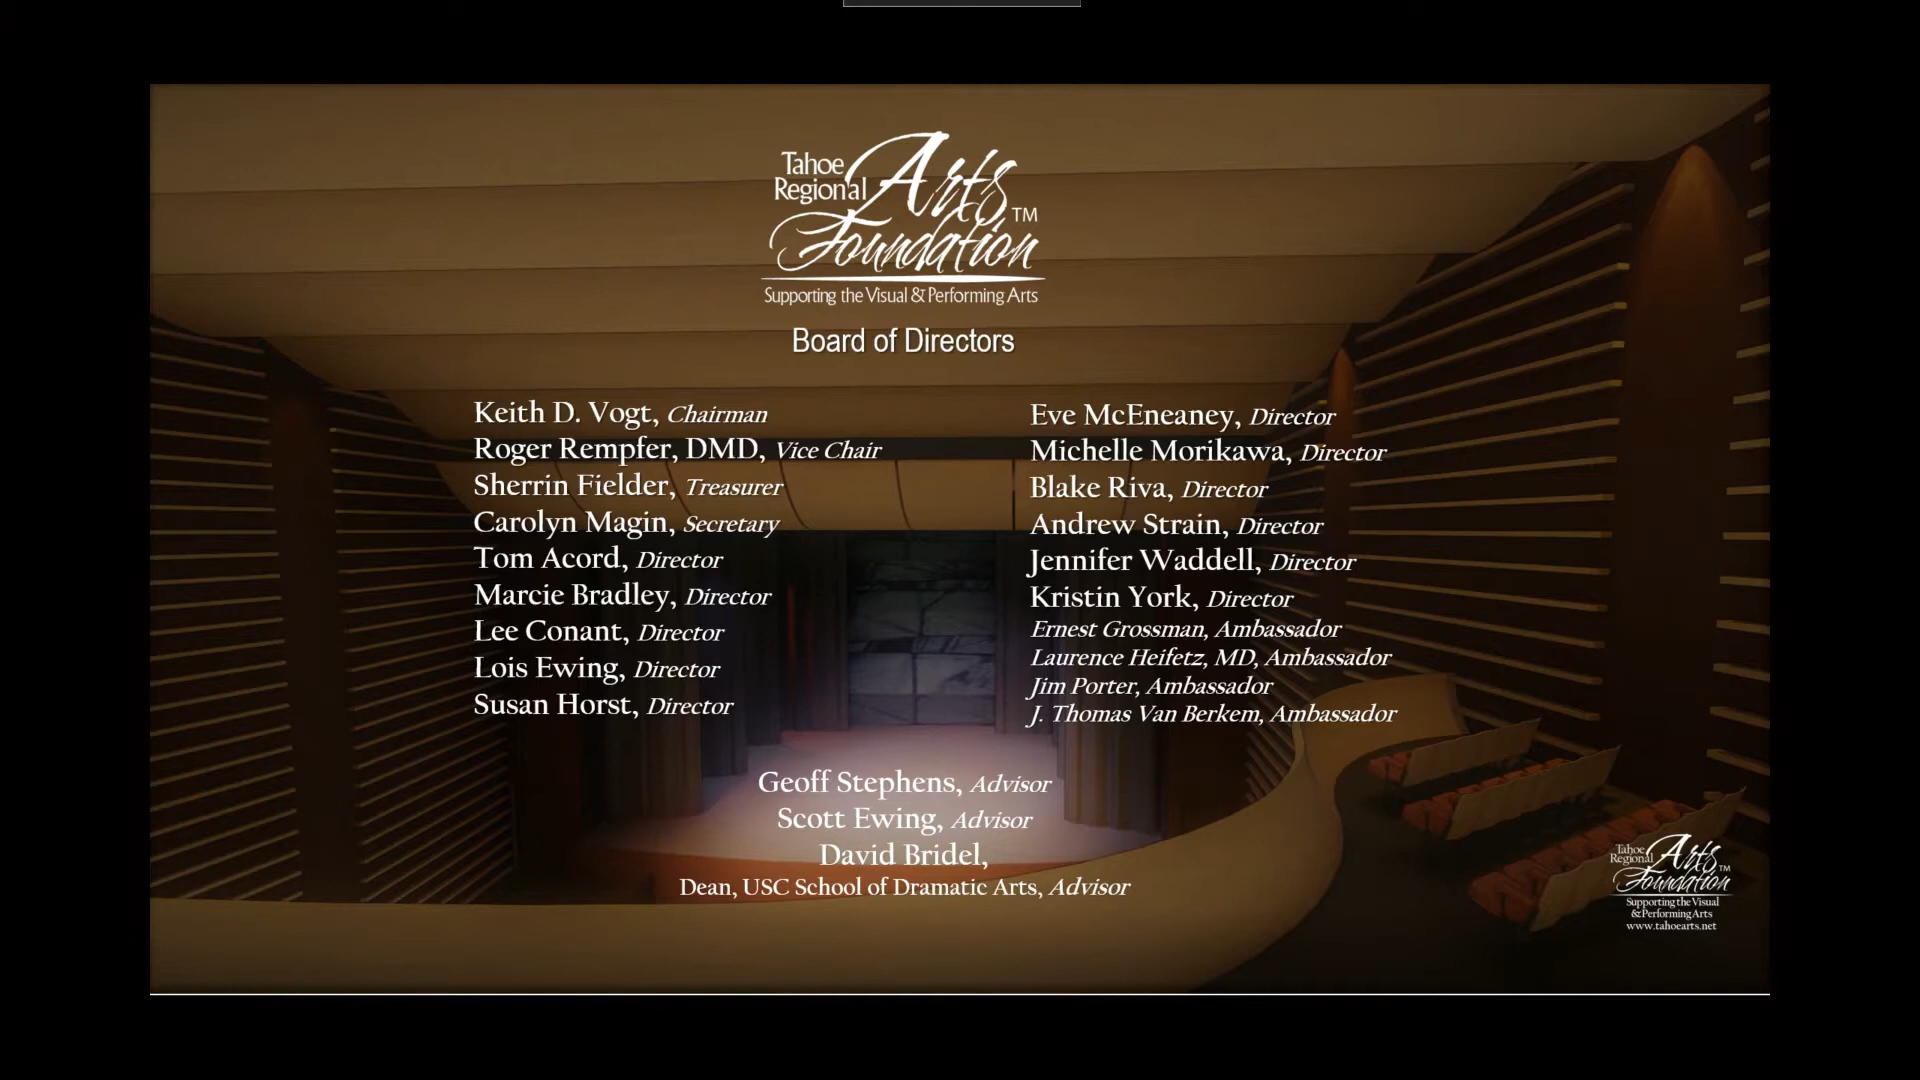 Tahoe
Regional
Arts
Foundation™
Supporting the Visual & Performing Arts
Board of Directors
Keith D. Vogt, Chairman
Roger Rempfer, DMD, Vice Chair
Sherrin Fielder, Treasurer
Carolyn Magin, Secretary
Tom Acord, Director
Marcie Bradley, Director
Lee Conant, Director
Lois Ewing, Director
Susan Horst, Director
Eve McEneaney, Director
Michelle Morikawa, Director
Blake Riva, Director
Andrew Strain, Director
Jennifer Waddell, Director
Kristin York, Director
Ernest Grossman, Ambassador
Laurence Heifetz, MD, Ambassador
Jim Porter, Ambassador
J. Thomas Van Berkem, Ambassador
Geoff Stephens, Advisor
Scott Ewing, Advisor
David Bridel,
Dean, USC School of Dramatic Arts, Advisor
Tahoe
Regional
Arts
Foundation™
Supporting the Visual
& Performing Arts
www.tahoearts.net